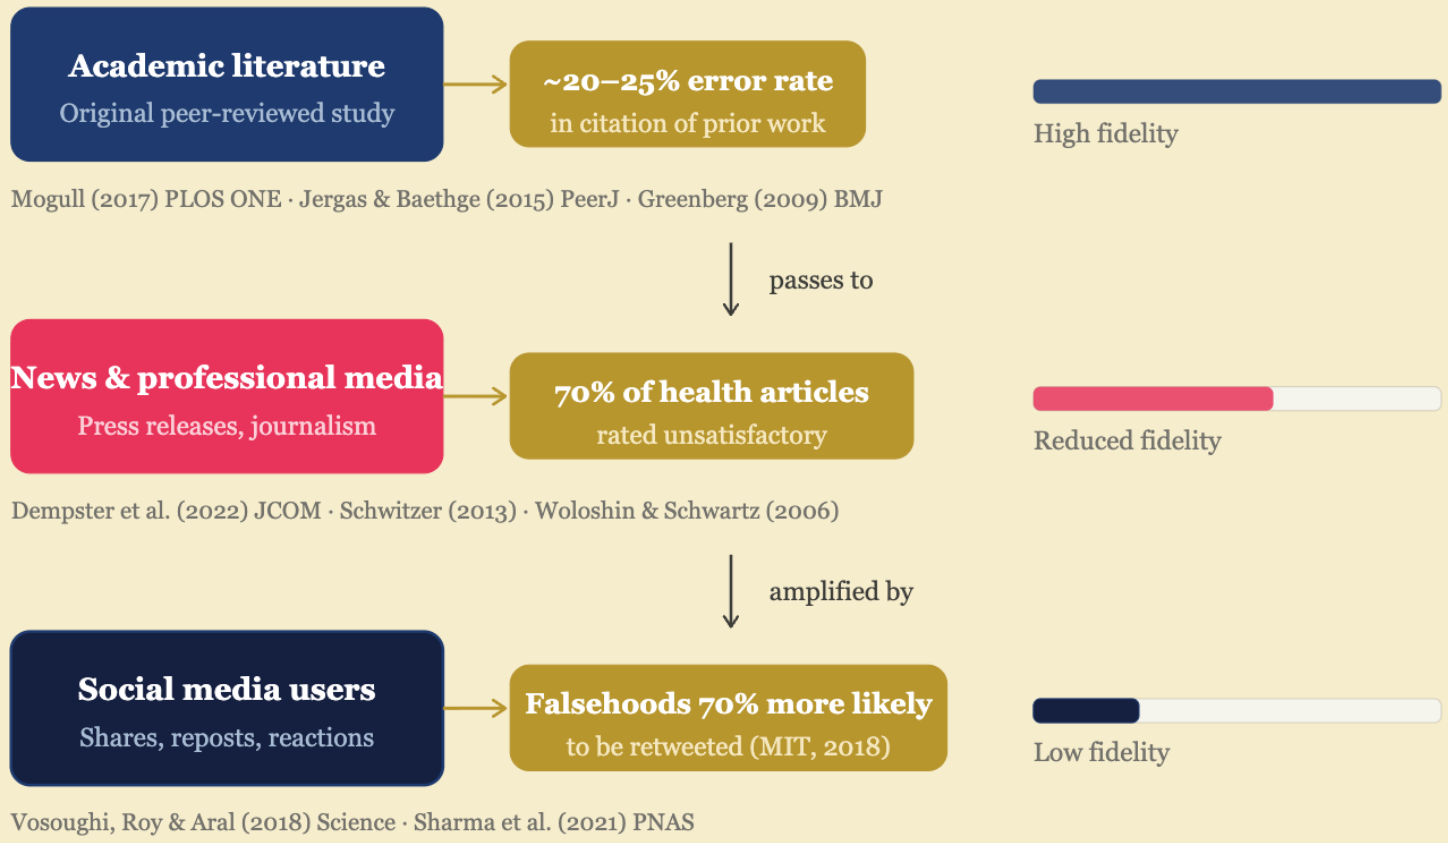 Academic literature
Original peer-reviewed study
~20–25% error rate
in citation of prior work
High fidelity
Mogull (2017) PLOS ONE · Jergas & Baethge (2015) PeerJ · Greenberg (2009) BMJ
passes to
News & professional media
Press releases, journalism
70% of health articles
rated unsatisfactory
Reduced fidelity
Dempster et al. (2022) JCOM · Schwitzer (2013) · Woloshin & Schwartz (2006)
amplified by
Social media users
Shares, reposts, reactions
Falsehoods 70% more likely
to be retweeted (MIT, 2018)
Low fidelity
Vosoughi, Roy & Aral (2018) Science · Sharma et al. (2021) PNAS